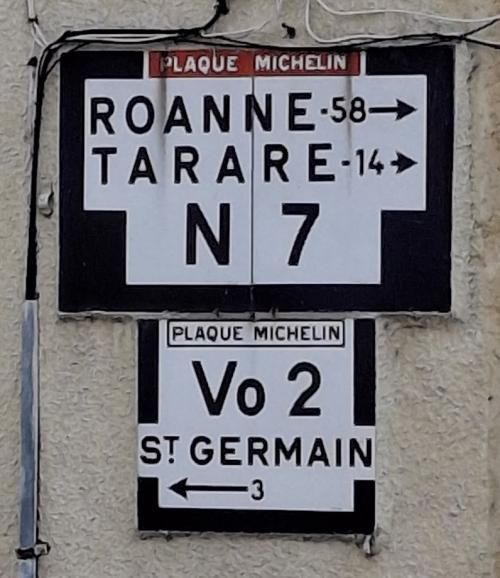 PLAQUE MICHELIN
ROANNE-58→
TARARE-14→
N 7
PLAQUE MICHELIN
Vo 2
ST GERMAIN
←3